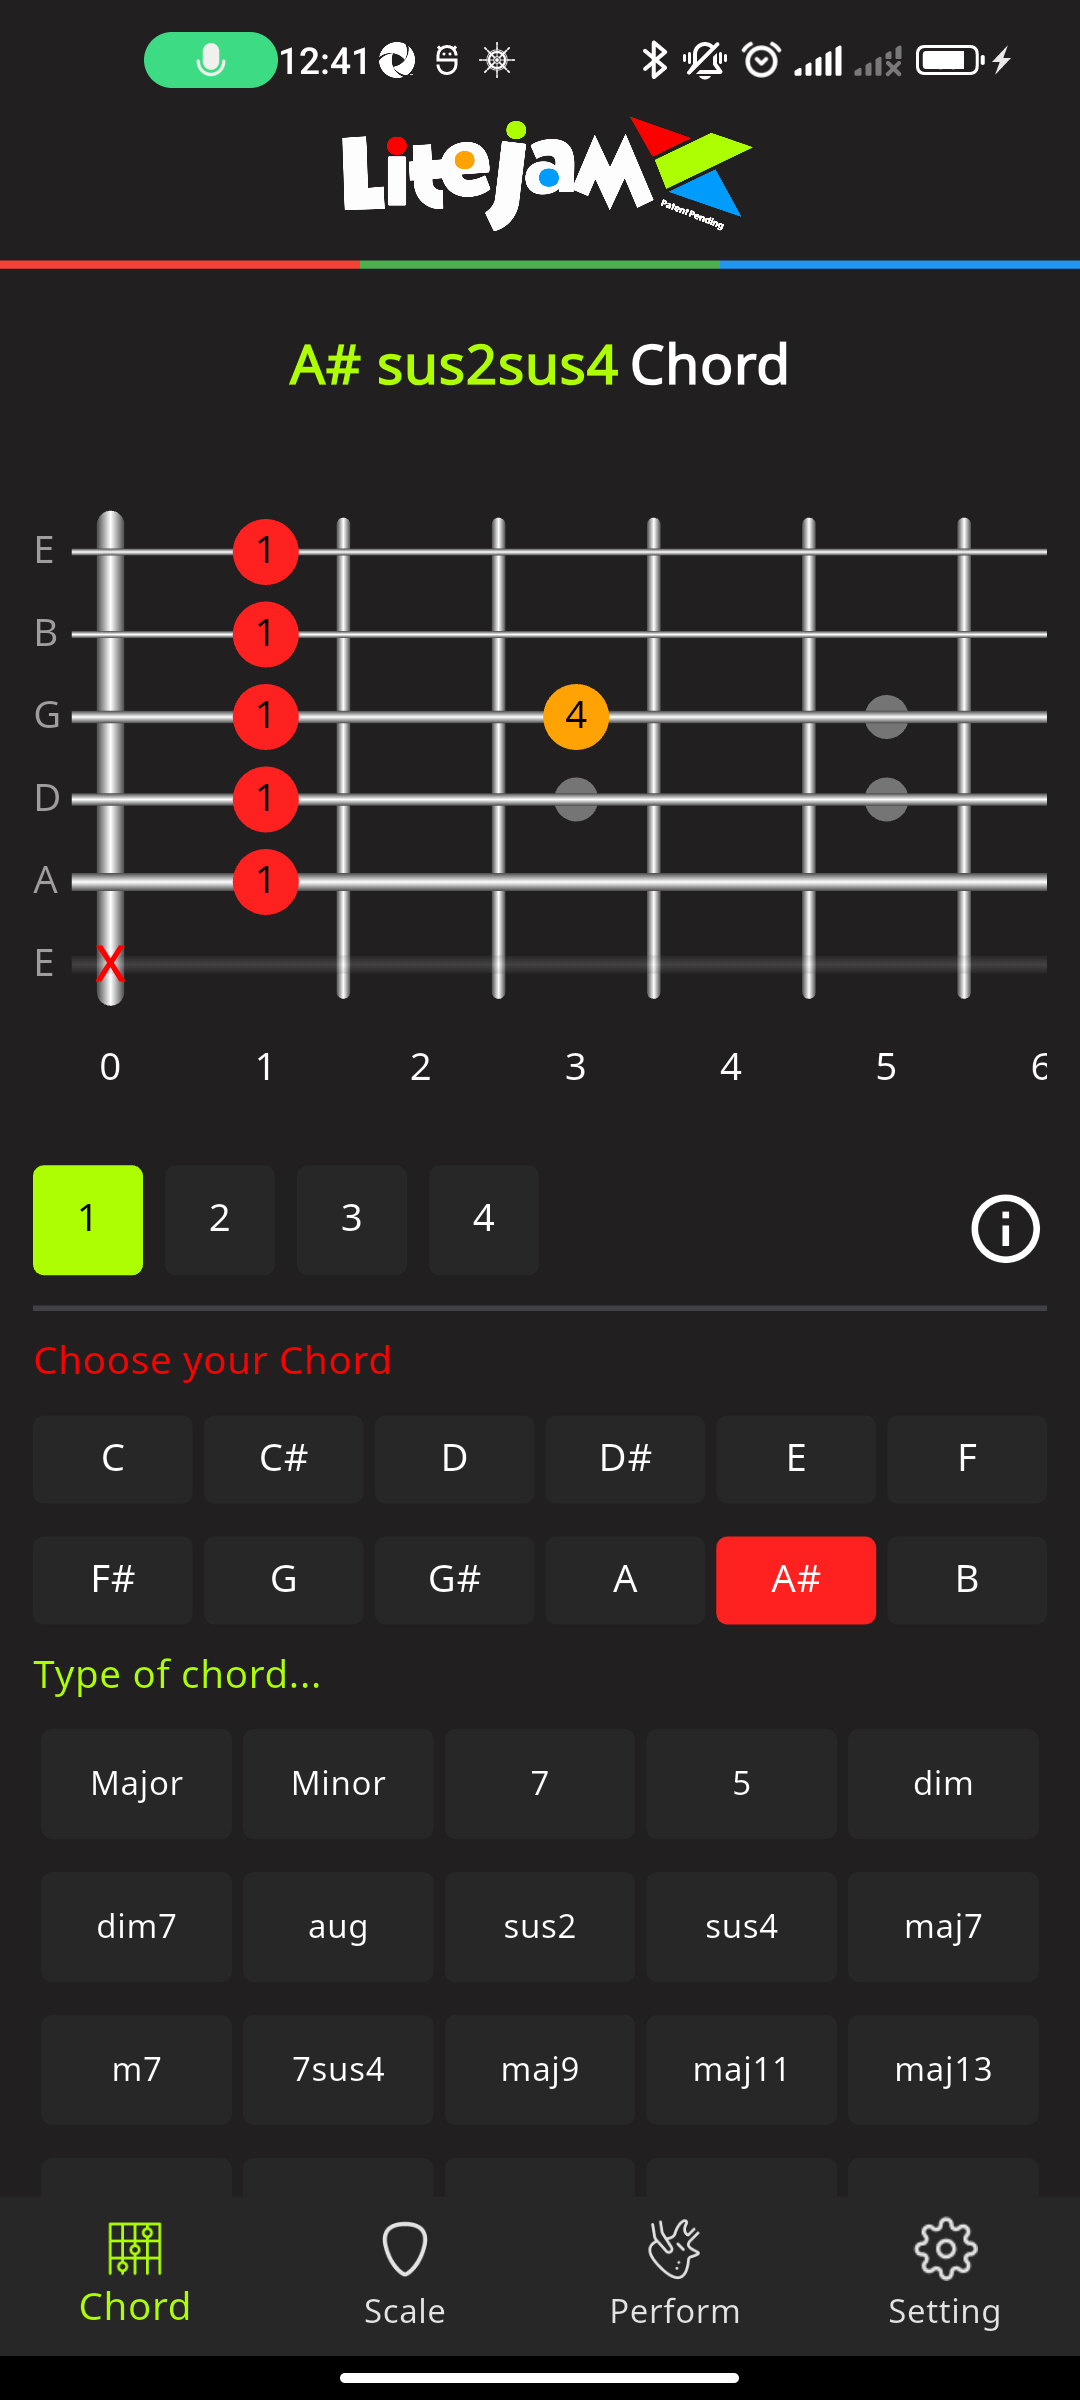 12:41
Litejam
Patent Pending
A# sus2sus4 Chord
E 1
B 1
G 1 4
D 1
A 1
E X
0 1 2 3 4 5 6
1 2 3 4
Choose your Chord
C C# D D# E F
F# G G# A A# B
Type of chord...
Major Minor 7 5 dim
dim7 aug sus2 sus4 maj7
m7 7sus4 maj9 maj11 maj13
Chord Scale Perform Setting